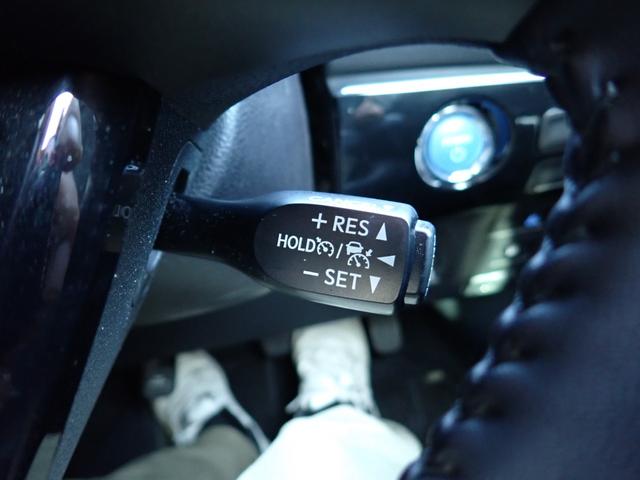 + RES ▲
HOLD / ◀
− SET ▼